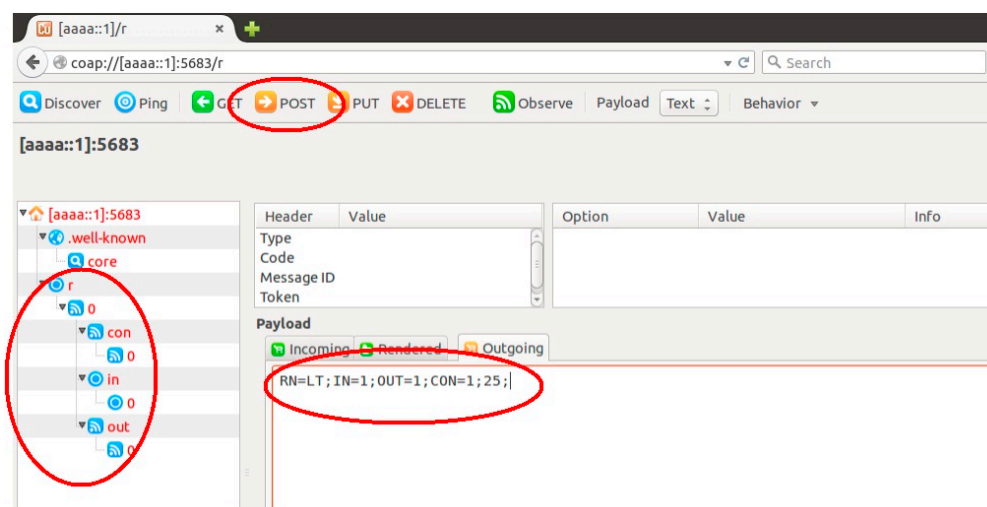 [aaaa::1]/r
coap://[aaaa::1]:5683/r
Search
Discover Ping GET POST PUT DELETE Observe Payload Text Behavior
[aaaa::1]:5683
[aaaa::1]:5683
.well-known
core
r
0
con
0
in
0
out
0
Header Value
Type
Code
Message ID
Token
Option Value Info
Payload
Incoming Rendered Outgoing
RN=LT;IN=1;OUT=1;CON=1;25;